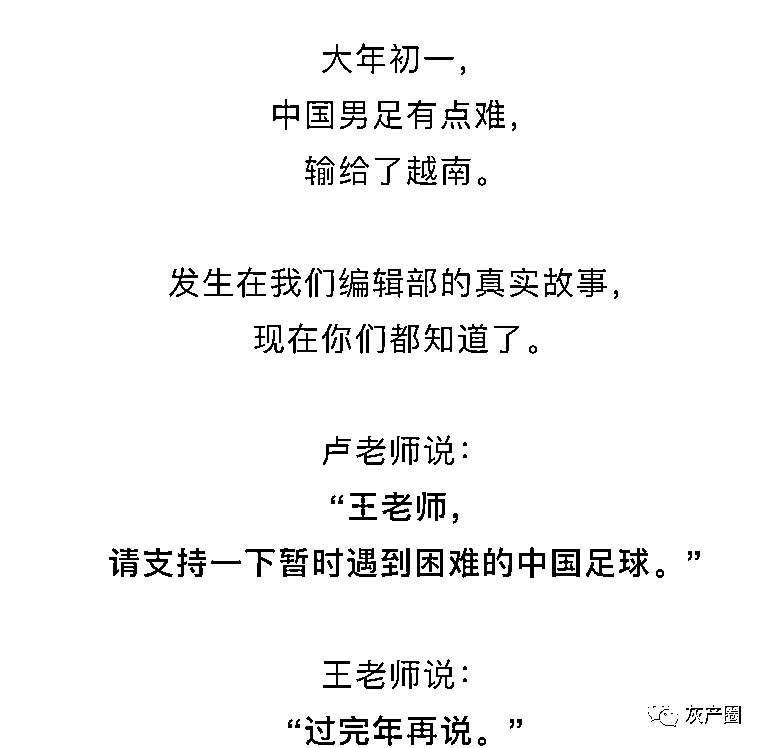 大年初一，
中国男足有点难，
输给了越南。
发生在我们编辑部的真实故事，
现在你们都知道了。
卢老师说：
“王老师，
请支持一下暂时遇到困难的中国足球。”
王老师说：
“过完年再说。”
灰产圈